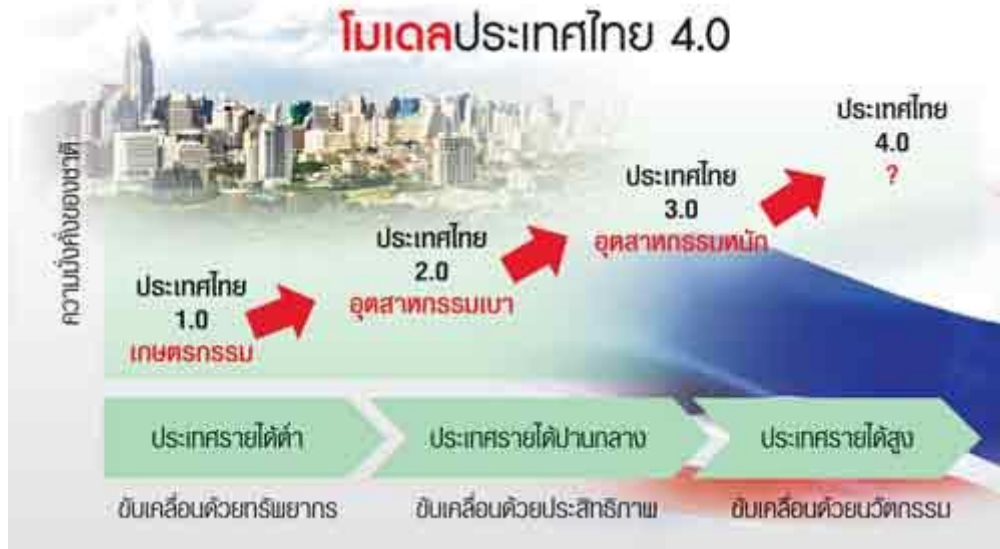 โมเดลประเทศไทย 4.0
ประเทศไทย
4.0
?
ประเทศไทย
3.0
อุตสาหกรรมหนัก
ประเทศไทย
2.0
อุตสาหกรรมเบา
ประเทศไทย
1.0
เกษตรกรรม
ความมั่งคั่งของชาติ
ประเทศรายได้ต่ำ
ประเทศรายได้ปานกลาง
ประเทศรายได้สูง
ขับเคลื่อนด้วยทรัพยากร
ขับเคลื่อนด้วยประสิทธิภาพ
ขับเคลื่อนด้วยนวัตกรรม